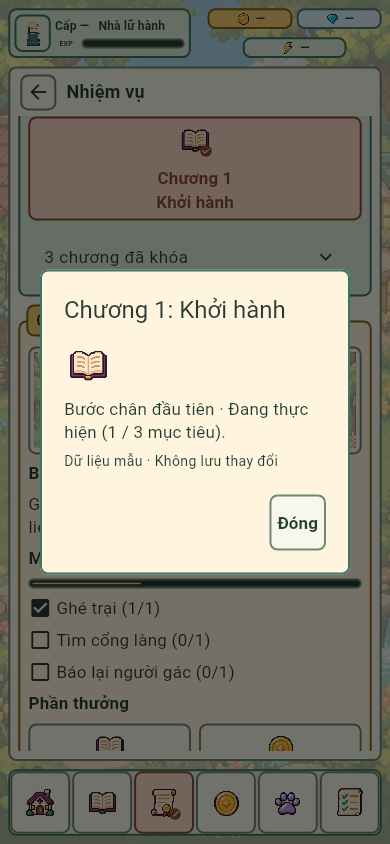 Cấp — Nhà lữ hành
EXP
—
—
—
Nhiệm vụ
Chương 1
Khởi hành
3 chương đã khóa
Chương 1: Khởi hành
Bước chân đầu tiên · Đang thực
hiện (1 / 3 mục tiêu).
Dữ liệu mẫu · Không lưu thay đổi
Đóng
Ghé trại (1/1)
Tìm cổng làng (0/1)
Báo lại người gác (0/1)
Phần thưởng